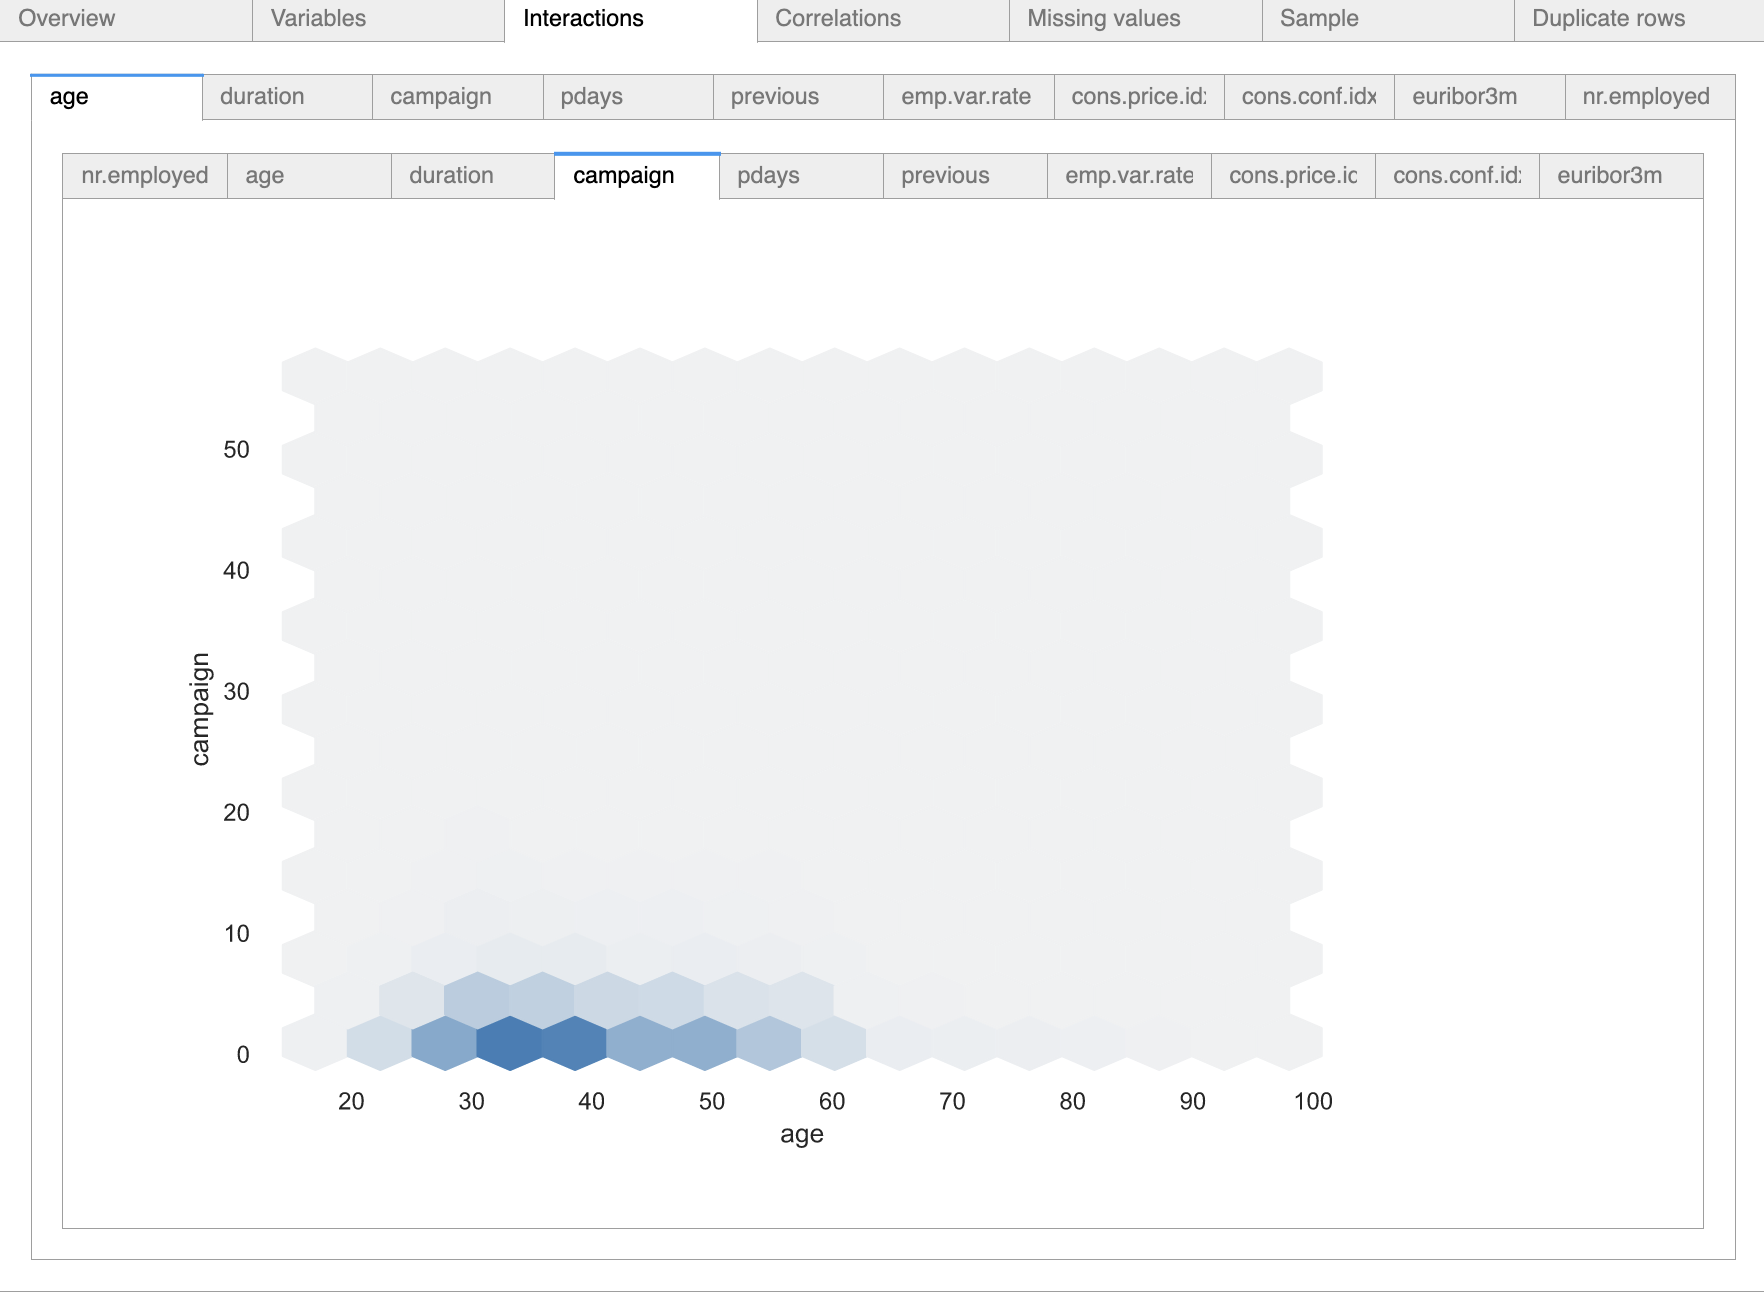 Overview Variables Interactions Correlations Missing values Sample Duplicate rows
age duration campaign pdays previous emp.var.rate cons.price.id cons.conf.idx euribor3m nr.employed
nr.employed age duration campaign pdays previous emp.var.rate cons.price.ic cons.conf.id euribor3m
50
40
30
20
10
0
campaign
20 30 40 50 60 70 80 90 100
age